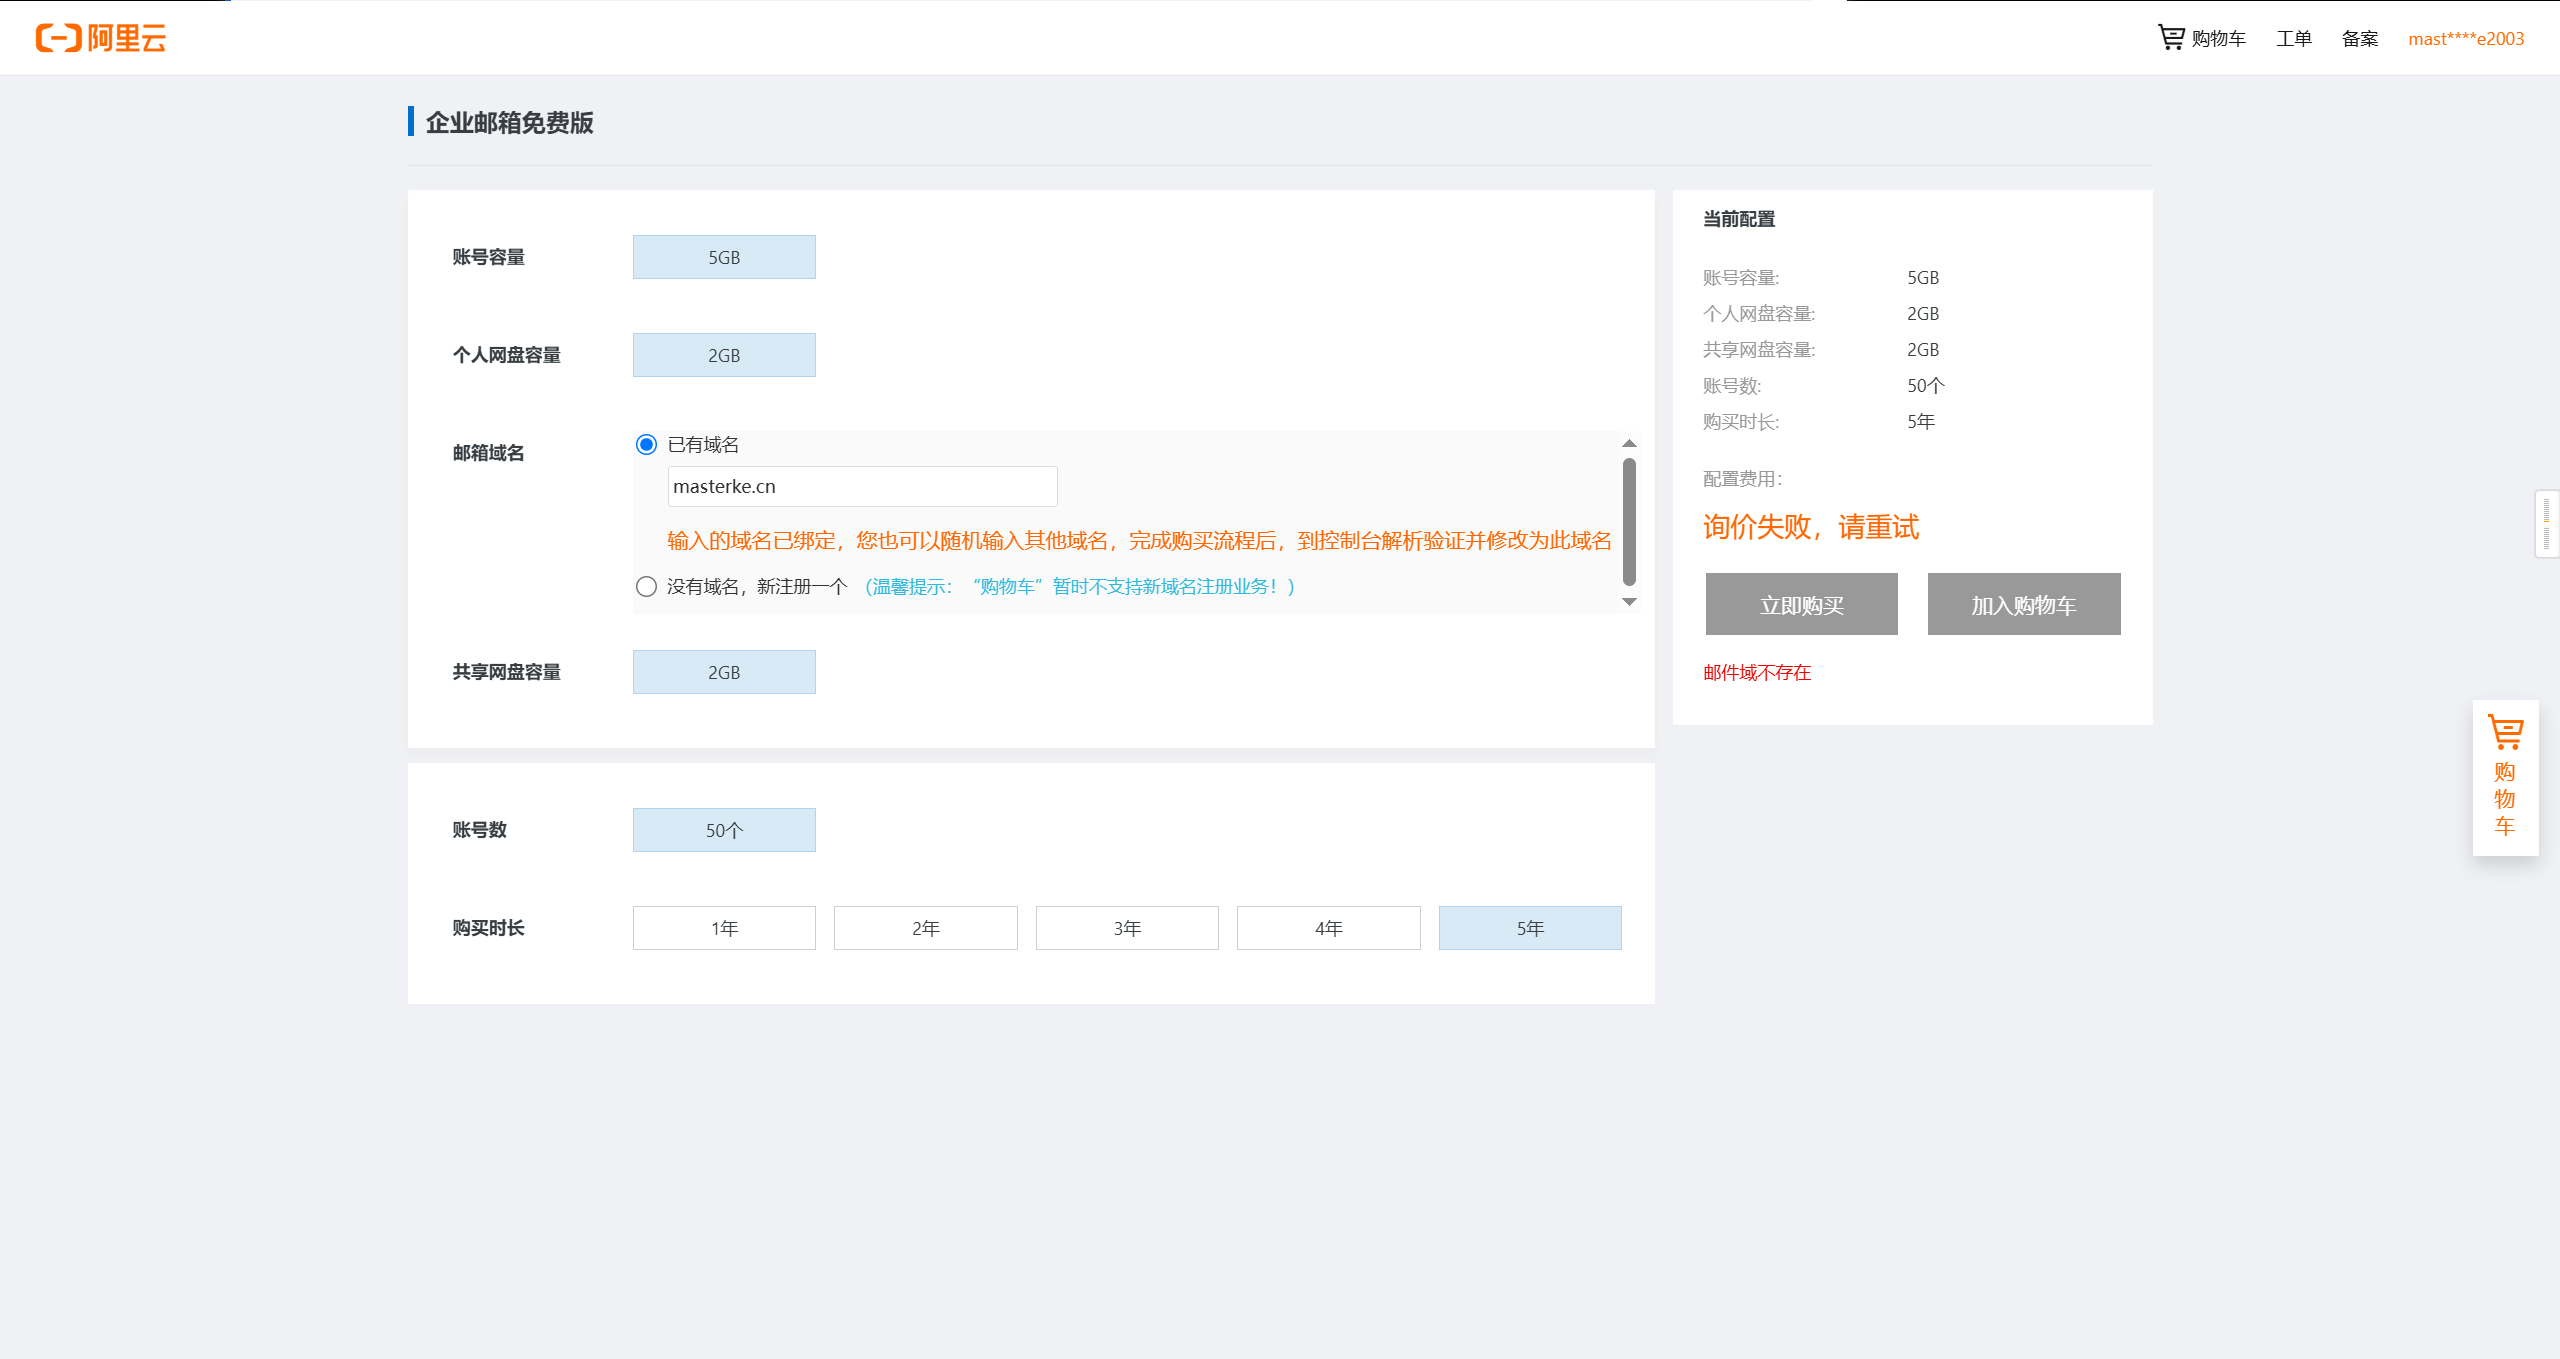 阿里云
购物车 工单 备案 mast****e2003
企业邮箱免费版
账号容量 5GB
个人网盘容量 2GB
邮箱域名 已有域名
masterke.cn
输入的域名已绑定，您也可以随机输入其他域名，完成购买流程后，到控制台解析验证并修改为此域名
没有域名，新注册一个 （温馨提示：“购物车”暂时不支持新域名注册业务！）
共享网盘容量 2GB
账号数 50个
购买时长 1年 2年 3年 4年 5年
当前配置
账号容量: 5GB
个人网盘容量: 2GB
共享网盘容量: 2GB
账号数: 50个
购买时长: 5年
配置费用：
询价失败，请重试
立即购买 加入购物车
邮件域不存在
购
物
车